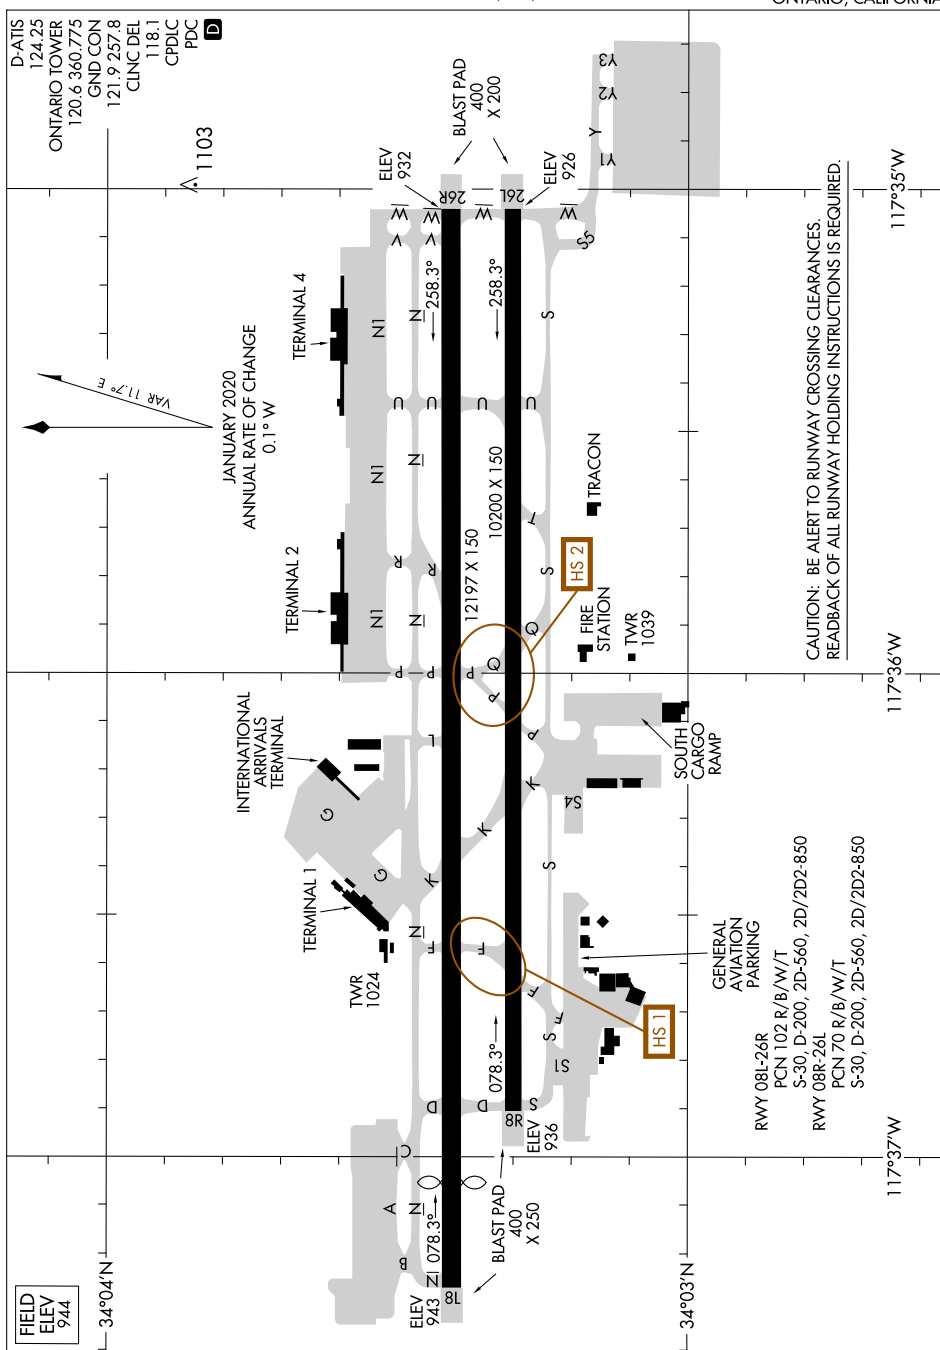 ONTARIO, CALIFORNIA
D-ATIS
124.25
ONTARIO TOWER
120.6 360.775
GND CON
121.9 257.8
CLNC DEL
118.1
CPDLC
PDC
D
1103
VAR 11.7° E
JANUARY 2020
ANNUAL RATE OF CHANGE
0.1° W
FIELD
ELEV
944
34°04'N
34°03'N
117°35'W
117°36'W
117°37'W
TERMINAL 4
TERMINAL 2
INTERNATIONAL
ARRIVALS
TERMINAL
TERMINAL 1
TWR
1024
ELEV
932
BLAST PAD
400
X 200
ELEV
926
26R
26L
258.3°
258.3°
12197 X 150
10200 X 150
078.3°
078.3°
8L
8R
ELEV
943
ELEV
936
BLAST PAD
400
X 250
HS 1
HS 2
TRACON
FIRE
STATION
TWR
1039
SOUTH
CARGO
RAMP
GENERAL
AVIATION
PARKING
A
B
C
D
D
S
N
N
N
N
N
N
N1
N1
N1
G
G
F
F
F
F
K
K
K
L
P
P
P
P
P
Q
Q
R
R
T
U
U
U
U
V
V
W
W
W
W
S
S
S
S
S1
S4
S5
Y
Y1
Y2
Y3
RWY 08L-26R
PCN 102 R/B/W/T
S-30, D-200, 2D-560, 2D/2D2-850
RWY 08R-26L
PCN 70 R/B/W/T
S-30, D-200, 2D-560, 2D/2D2-850
CAUTION: BE ALERT TO RUNWAY CROSSING CLEARANCES.
READBACK OF ALL RUNWAY HOLDING INSTRUCTIONS IS REQUIRED.